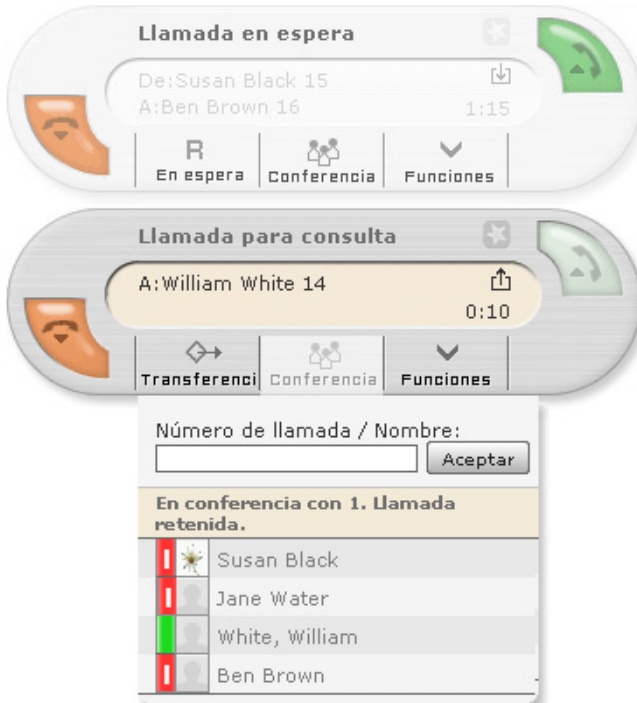 Llamada en espera
De:Susan Black 15
A:Ben Brown 16
1:15
R
En espera
Conferencia
Funciones
Llamada para consulta
A:William White 14
0:10
Transferenci
Conferencia
Funciones
Número de llamada / Nombre:
Aceptar
En conferencia con 1. Llamada
retenida.
Susan Black
Jane Water
White, William
Ben Brown